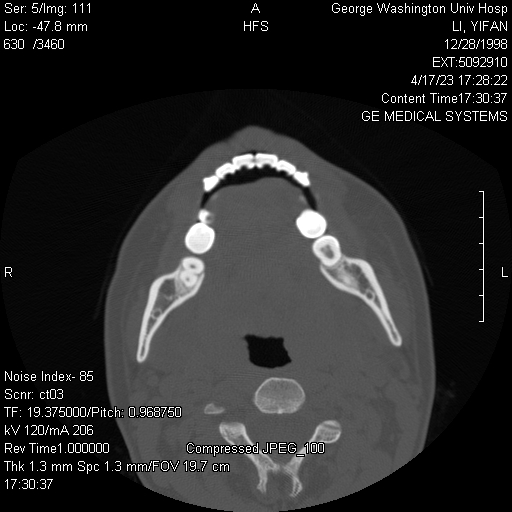 Ser: 5/Img: 111
Loc: -47.8 mm
630 /3460
A
HFS
George Washington Univ Hosp
LI, YIFAN
12/28/1998
EXT:5092910
4/17/23 17:28:22
Content Time17:30:37
GE MEDICAL SYSTEMS
R
L
Noise Index- 85
Scnr: ct03
TF: 19.375000/Pitch: 0.968750
kV 120/mA 206
Rev Time1.000000
Compressed JPEG_100
Thk 1.3 mm Spc 1.3 mm/FOV 19.7 cm
17:30:37